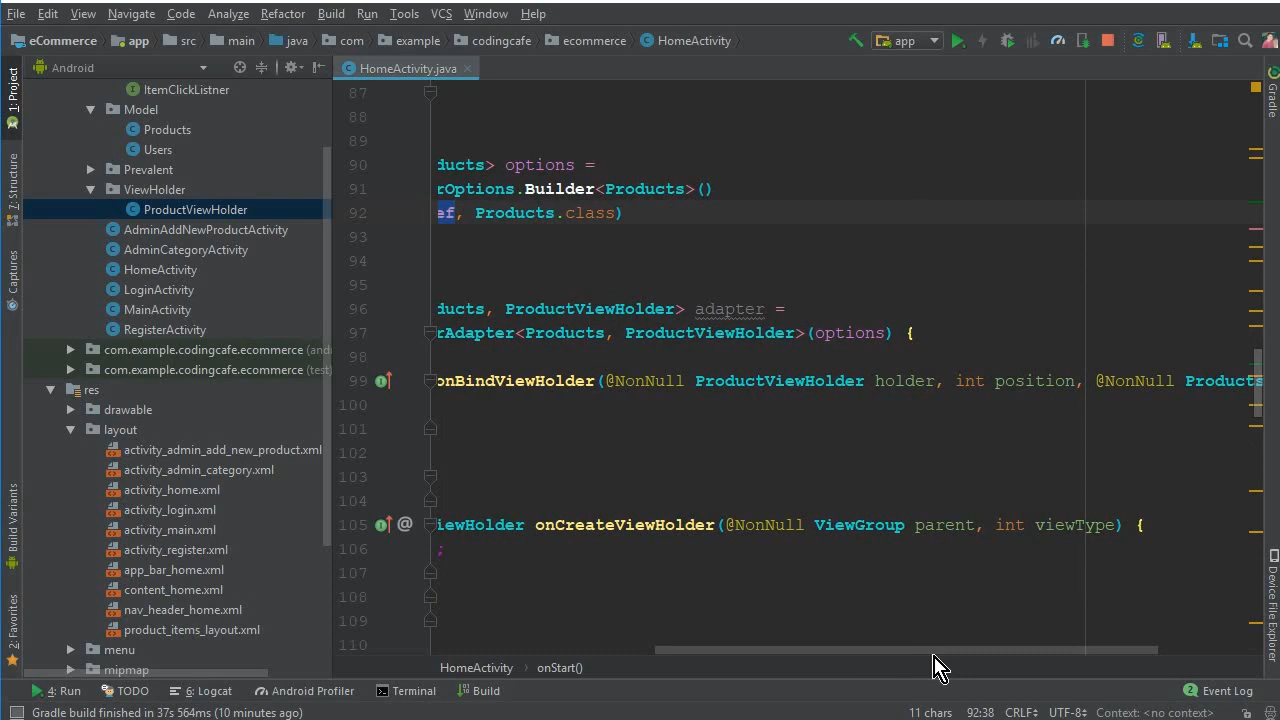 File Edit View Navigate Code Analyze Refactor Build Run Tools VCS Window Help
eCommerce app src main java com example codingcafe ecommerce HomeActivity app
Android HomeActivity.java
1: Project
7: Structure
Captures
Build Variants
2: Favorites
ItemClickListner
Model
Products
Users
Prevalent
ViewHolder
ProductViewHolder
AdminAddNewProductActivity
AdminCategoryActivity
HomeActivity
LoginActivity
MainActivity
RegisterActivity
com.example.codingcafe.ecommerce (and
com.example.codingcafe.ecommerce (test
res
drawable
layout
activity_admin_add_new_product.xml
activity_admin_category.xml
activity_home.xml
activity_login.xml
activity_main.xml
activity_register.xml
app_bar_home.xml
content_home.xml
nav_header_home.xml
product_items_layout.xml
menu
mipmap
87
88
89
90 ducts> options =
91 rOptions.Builder<Products>()
92 ef, Products.class)
93
94
95
96 ducts, ProductViewHolder> adapter =
97 rAdapter<Products, ProductViewHolder>(options) {
98
99 onBindViewHolder(@NonNull ProductViewHolder holder, int position, @NonNull Products
100
101
102
103
104
105 @ iewHolder onCreateViewHolder(@NonNull ViewGroup parent, int viewType) {
106 ;
107
108
109
110
HomeActivity › onStart()
Gradle
Device File Explorer
4: Run TODO 6: Logcat Android Profiler Terminal Build 2 Event Log
Gradle build finished in 37s 564ms (10 minutes ago) 11 chars 92:38 CRLF UTF-8 Context: <no context>